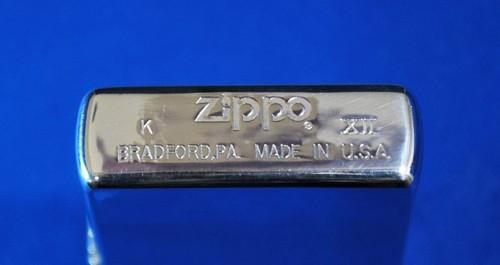 Zippo®
K XII
BRADFORD,PA. MADE IN U.S.A.